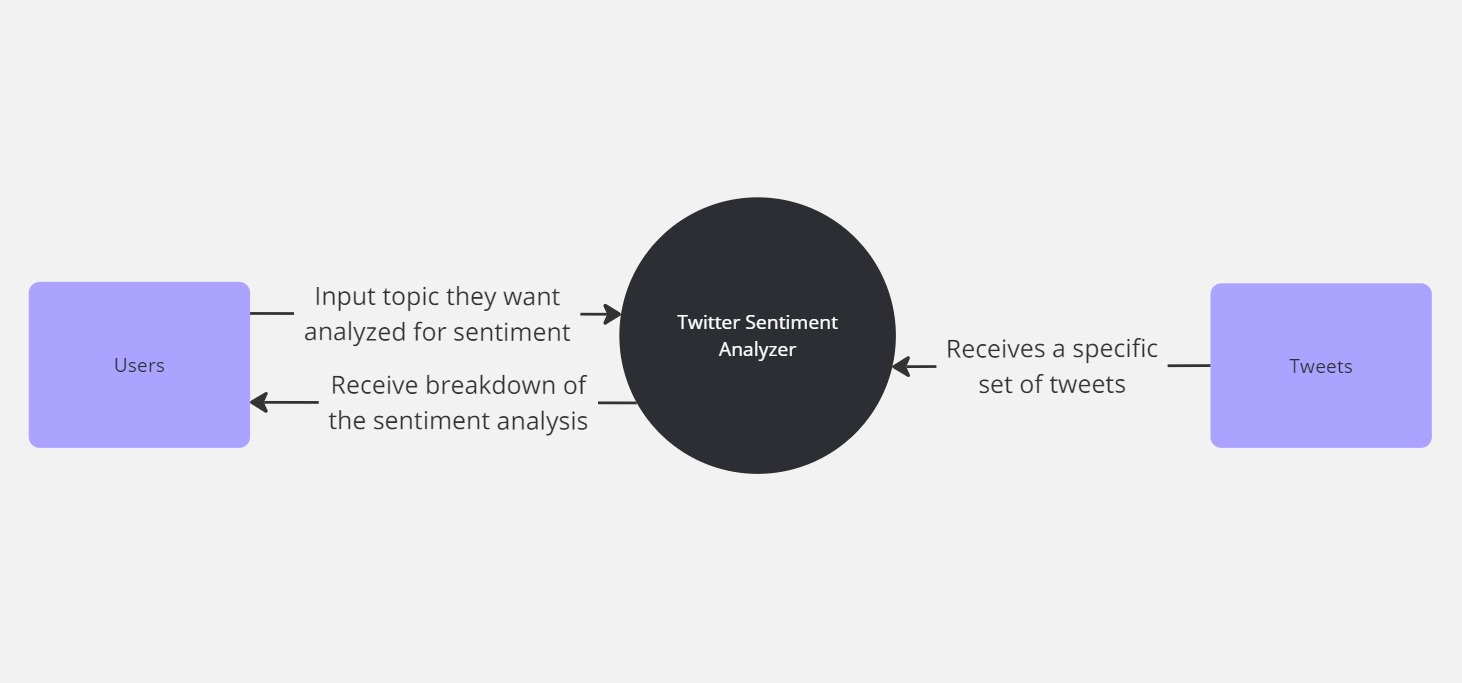 Users
Input topic they want
analyzed for sentiment
Receive breakdown of
the sentiment analysis
Twitter Sentiment
Analyzer
Receives a specific
set of tweets
Tweets